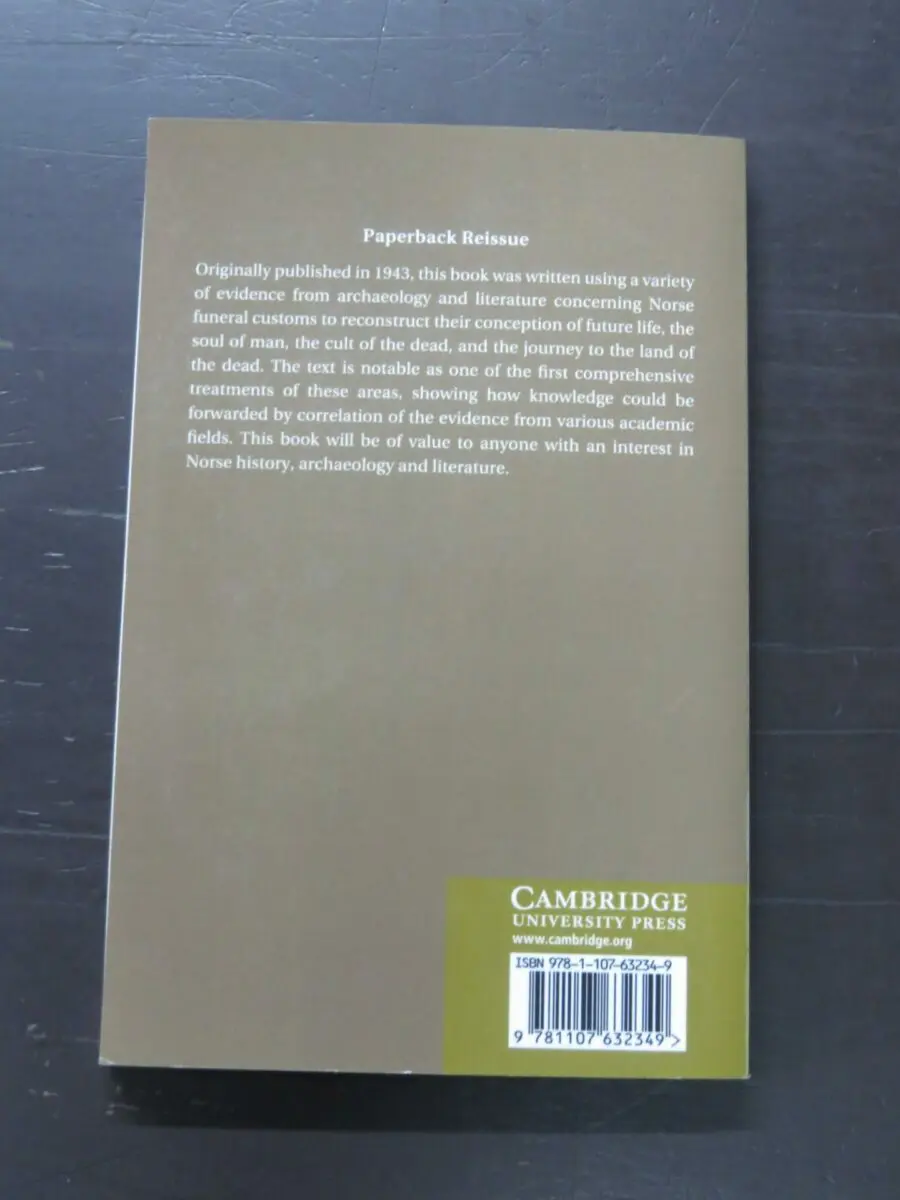 Paperback Reissue
Originally published in 1943, this book was written using a variety
of evidence from archaeology and literature concerning Norse
funeral customs to reconstruct their conception of future life, the
soul of man, the cult of the dead, and the journey to the land of
the dead. The text is notable as one of the first comprehensive
treatments of these areas, showing how knowledge could be
forwarded by correlation of the evidence from various academic
fields. This book will be of value to anyone with an interest in
Norse history, archaeology and literature.
CAMBRIDGE
UNIVERSITY PRESS
www.cambridge.org
ISBN 978-1-107-63234-9
9 781107 632349 >